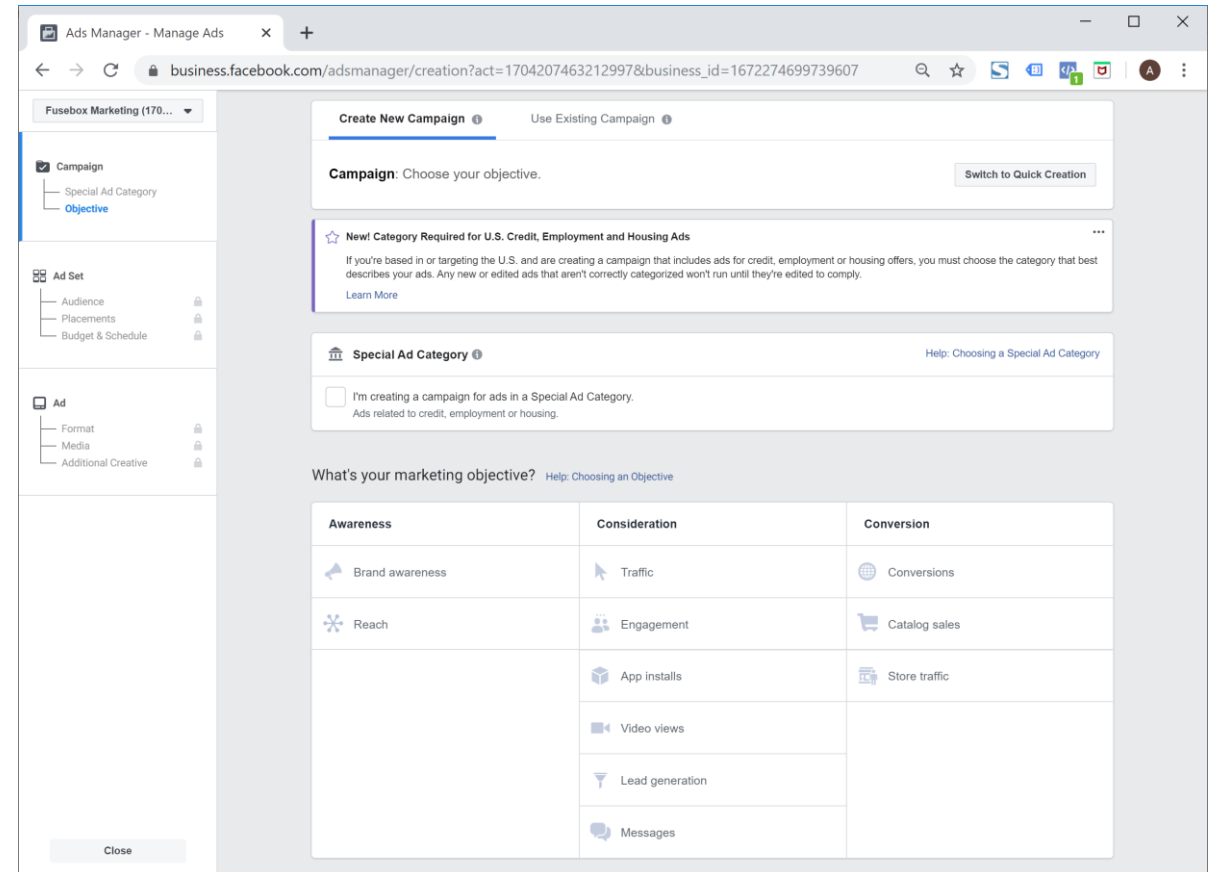 Ads Manager - Manage Ads
business.facebook.com/adsmanager/creation?act=1704207463212997&business_id=1672274699739607
1
A
Fusebox Marketing (170...
Campaign
Special Ad Category
Objective
Ad Set
Audience
Placements
Budget & Schedule
Ad
Format
Media
Additional Creative
Close
Create New Campaign
Use Existing Campaign
Campaign: Choose your objective.
Switch to Quick Creation
New! Category Required for U.S. Credit, Employment and Housing Ads
If you're based in or targeting the U.S. and are creating a campaign that includes ads for credit, employment or housing offers, you must choose the category that best
describes your ads. Any new or edited ads that aren't correctly categorized won't run until they're edited to comply.
Learn More
Special Ad Category
Help: Choosing a Special Ad Category
I'm creating a campaign for ads in a Special Ad Category.
Ads related to credit, employment or housing.
What's your marketing objective? Help: Choosing an Objective
Awareness
Consideration
Conversion
Brand awareness
Traffic
Conversions
Reach
Engagement
Catalog sales
App installs
Store traffic
Video views
Lead generation
Messages